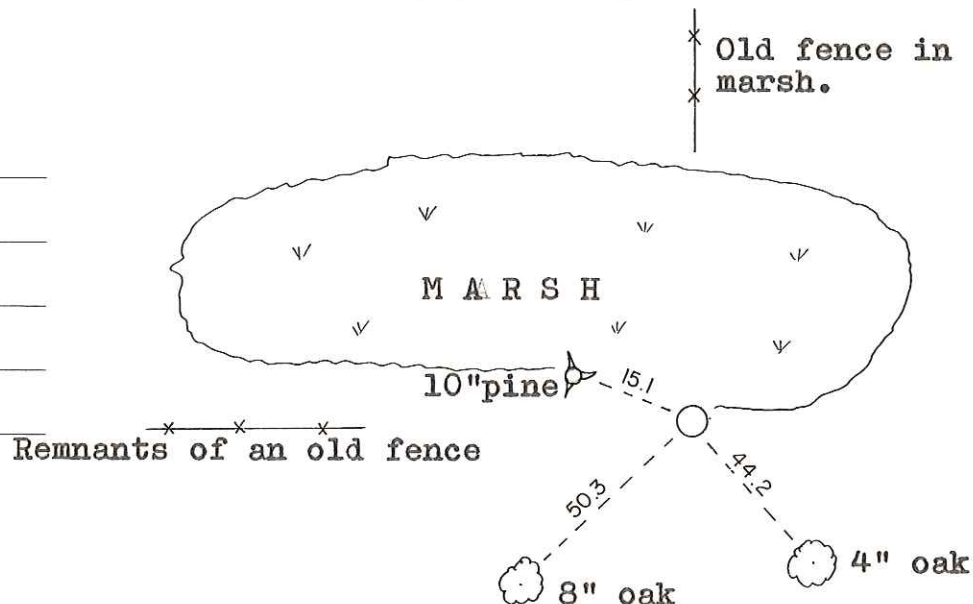 Old fence in
marsh.
M A R S H
10"pine
15.1
Remnants of an old fence
50.3
44.2
4" oak
8" oak